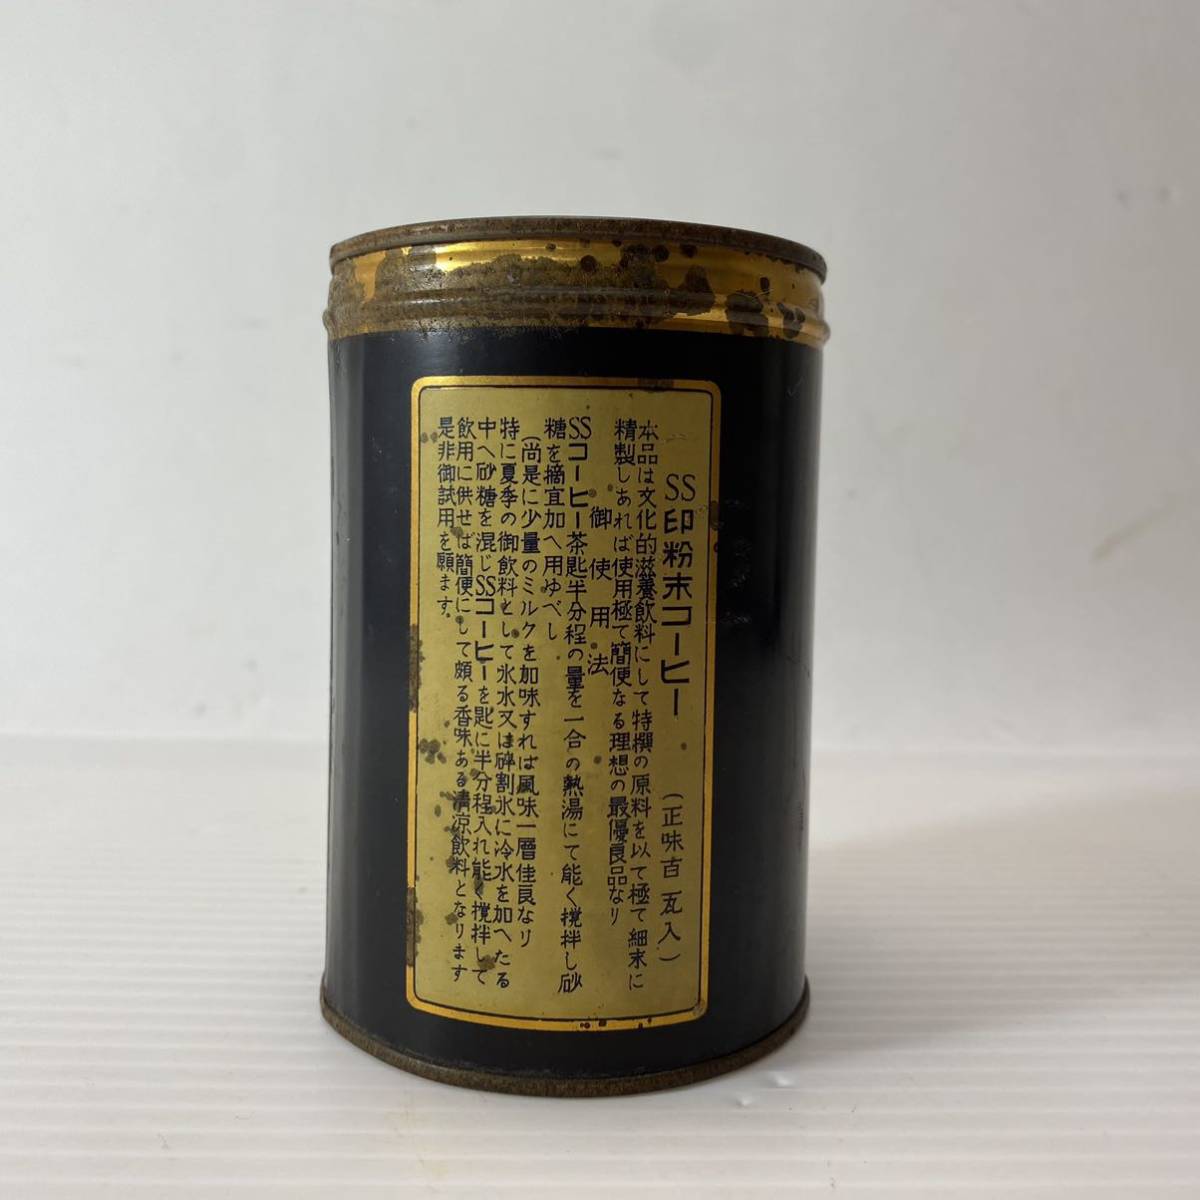 SS印粉末コーヒー (正味百瓦入)
本品は文化的滋養飲料にして特撰の原料を以て極て細末に
精製しあれば使用極て簡便なる理想の最優良品なり
御使用法
SSコーヒー茶匙半分程の量を一合の熱湯にて能く撹拌し砂
糖を摘宜加へ用ゆべし
(尚是に少量のミルクを加味すれば風味一層佳良なり
特に夏季の御飲料として氷水又は砕割氷に冷水を加へたる
中へ砂糖を混じSSコーヒーを匙に半分程入れ能く撹拌して
飲用に供せば簡便にして頗る香味ある清涼飲料となります
是非御試用を願ます。